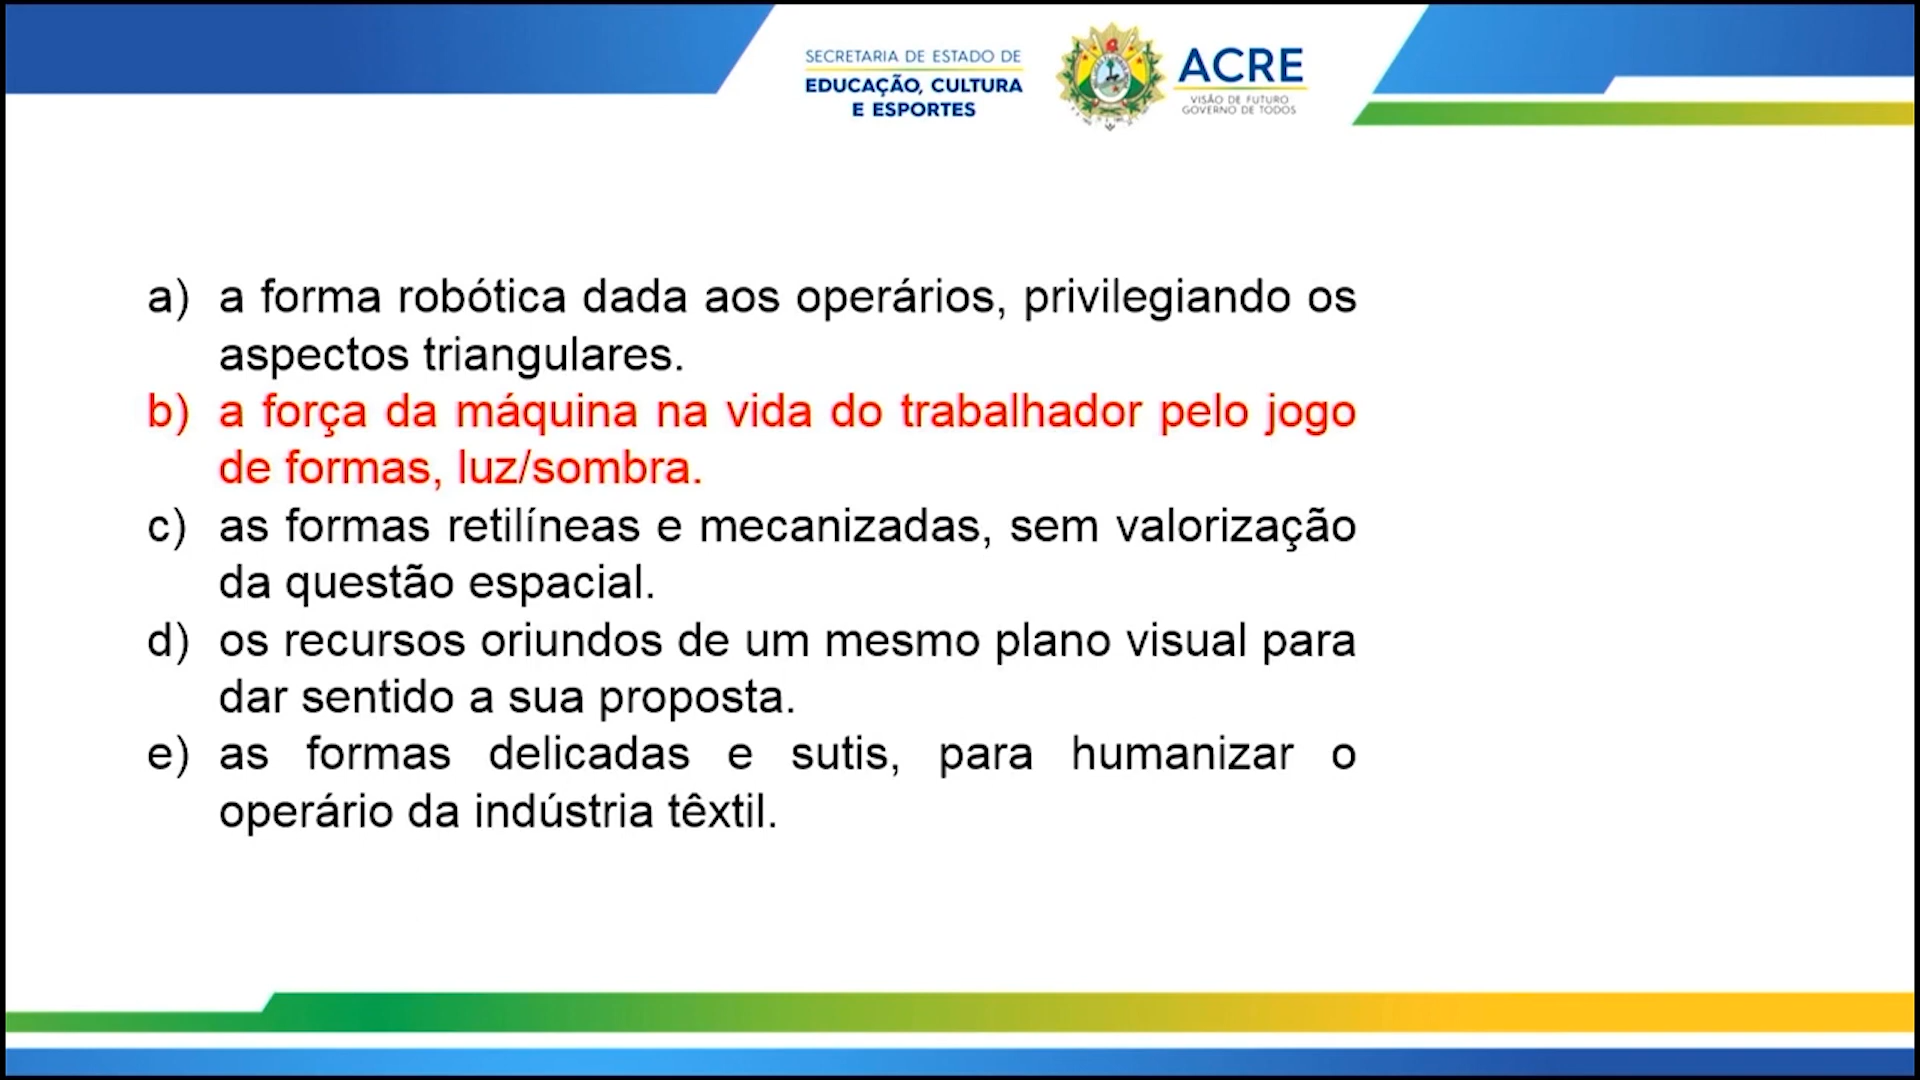 SECRETARIA DE ESTADO DE
EDUCAÇÃO, CULTURA
E ESPORTES
ACRE
VISÃO DE FUTURO
GOVERNO DE TODOS
a) a forma robótica dada aos operários, privilegiando os
aspectos triangulares.
b) a força da máquina na vida do trabalhador pelo jogo
de formas, luz/sombra.
c) as formas retilíneas e mecanizadas, sem valorização
da questão espacial.
d) os recursos oriundos de um mesmo plano visual para
dar sentido a sua proposta.
e) as formas delicadas e sutis, para humanizar o
operário da indústria têxtil.